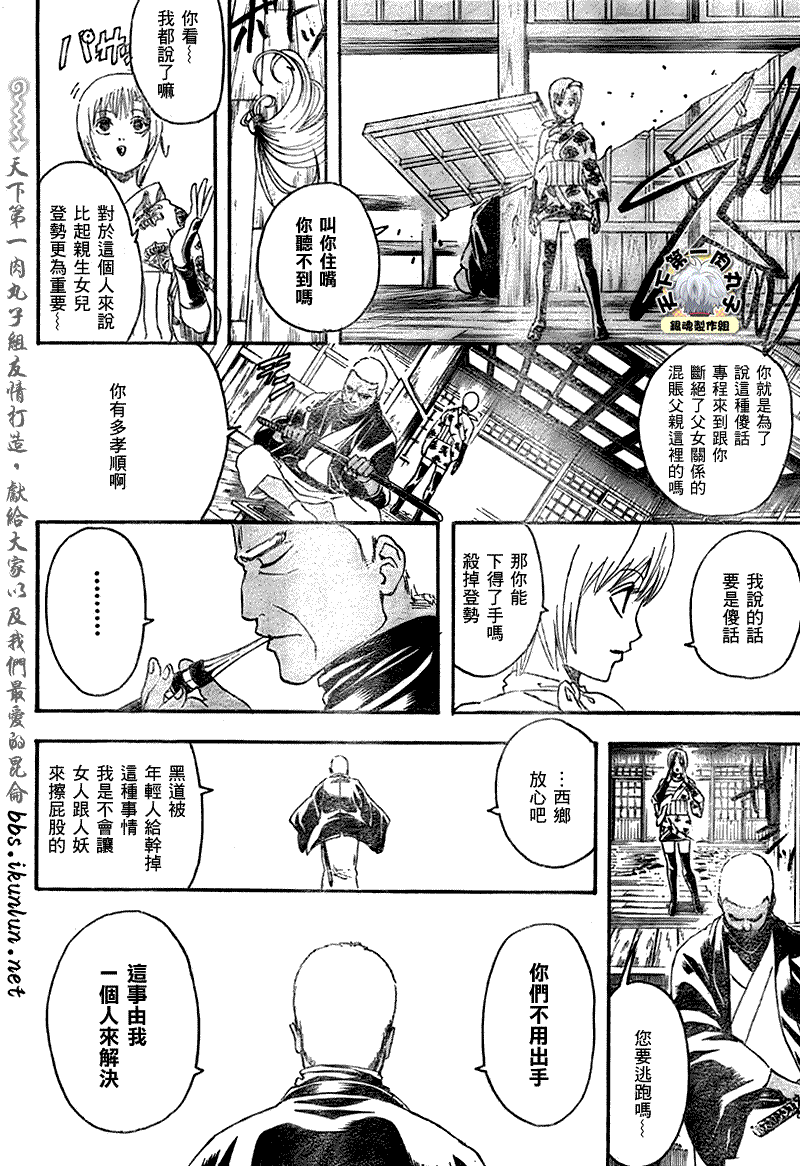 叫你住嘴
你聽不到嗎
你看~
我都說了嘛
對於這個人來說
比起親生女兒
登勢更為
重要~
パサ
你就是為了
說這種傻話
專程來到跟你
斷絕了父女關係的
混賬父親這裡的嗎
你有多孝順啊
我說的話
要是傻話
那你能
下得了手嗎
殺掉登勢
………
您要逃跑嗎~
…西鄉
放心吧
黑道被
年輕人給幹掉
這種事情
我是不會讓
女人跟人妖
來擦屁股的
你們不用出手
這事由我
一個人來解決
天下第一肉丸子
銀魂製作組
天下第一肉丸子組友情打造，獻給大家以及我們最愛的昆侖 bbs.ikunlun.net